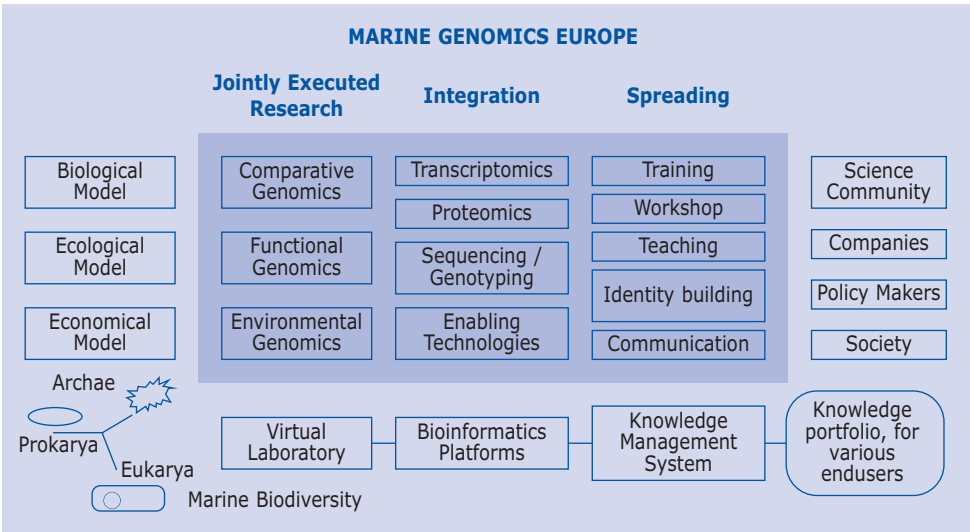 MARINE GENOMICS EUROPE
Jointly Executed
Research
Integration
Spreading
Biological
Model
Ecological
Model
Economical
Model
Comparative
Genomics
Functional
Genomics
Environmental
Genomics
Transcriptomics
Proteomics
Sequencing /
Genotyping
Enabling
Technologies
Training
Workshop
Teaching
Identity building
Communication
Science
Community
Companies
Policy Makers
Society
Archae
Prokarya
Eukarya
Marine Biodiversity
Virtual
Laboratory
Bioinformatics
Platforms
Knowledge
Management
System
Knowledge
portfolio, for
various
endusers